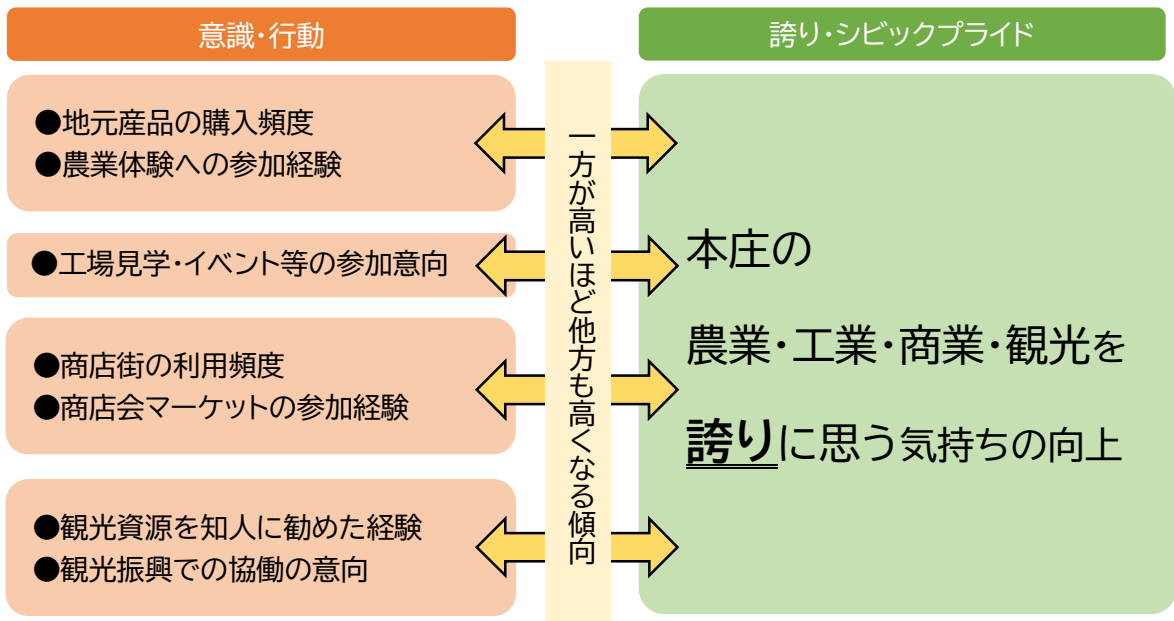 意識・行動
●地元産品の購入頻度
●農業体験への参加経験
●工場見学・イベント等の参加意向
●商店街の利用頻度
●商店会マーケットの参加経験
●観光資源を知人に勧めた経験
●観光振興での協働の意向
一方が高いほど他方も高くなる傾向
誇り・シビックプライド
本庄の
農業・工業・商業・観光を
誇りに思う気持ちの向上